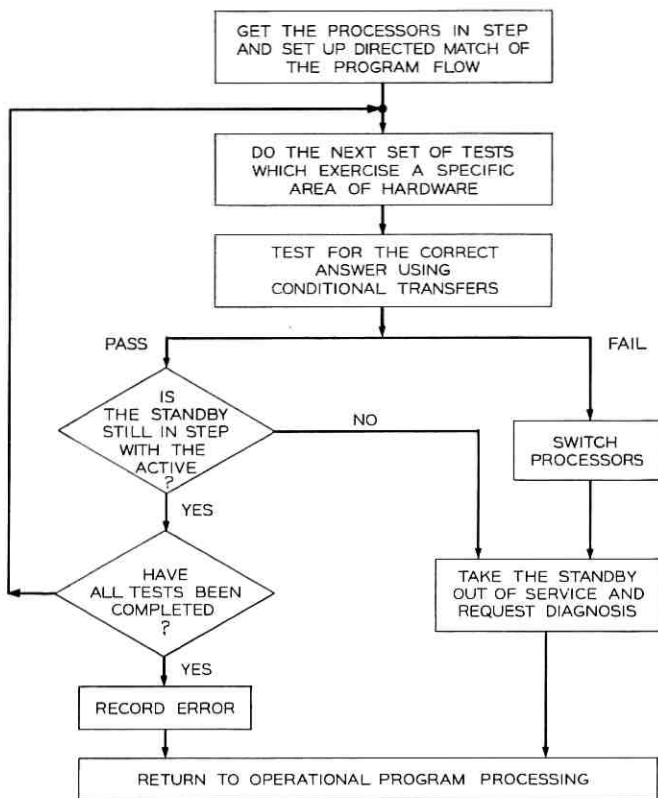 GET THE PROCESSORS IN STEP
AND SET UP DIRECTED MATCH OF
THE PROGRAM FLOW
DO THE NEXT SET OF TESTS
WHICH EXERCISE A SPECIFIC
AREA OF HARDWARE
TEST FOR THE CORRECT
ANSWER USING
CONDITIONAL TRANSFERS
PASS
FAIL
IS
THE STANDBY
STILL IN STEP
WITH THE
ACTIVE
?
NO
SWITCH
PROCESSORS
YES
HAVE
ALL TESTS BEEN
COMPLETED
?
TAKE THE STANDBY
OUT OF SERVICE AND
REQUEST DIAGNOSIS
YES
RECORD ERROR
RETURN TO OPERATIONAL PROGRAM PROCESSING